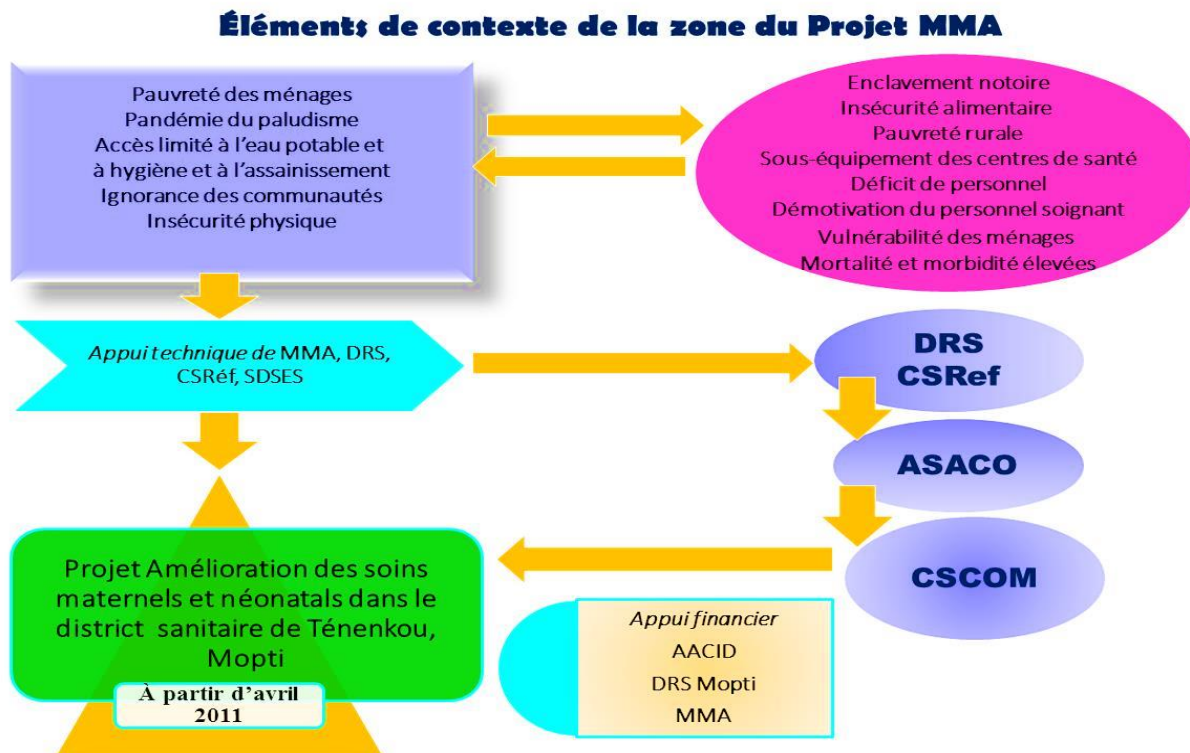 Éléments de contexte de la zone du Projet MMA
Pauvreté des ménages
Pandémie du paludisme
Accès limité à l'eau potable et
à hygiène et à l'assainissement
Ignorance des communautés
Insécurité physique
Enclavement notoire
Insécurité alimentaire
Pauvreté rurale
Sous-équipement des centres de santé
Déficit de personnel
Démotivation du personnel soignant
Vulnérabilité des ménages
Mortalité et morbidité élevées
Appui technique de MMA, DRS,
CSRéf, SDSES
DRS
CSRef
ASACO
CSCOM
Projet Amélioration des soins
maternels et néonatals dans le
district sanitaire de Ténenkou,
Mopti
À partir d'avril
2011
Appui financier
AACID
DRS Mopti
MMA